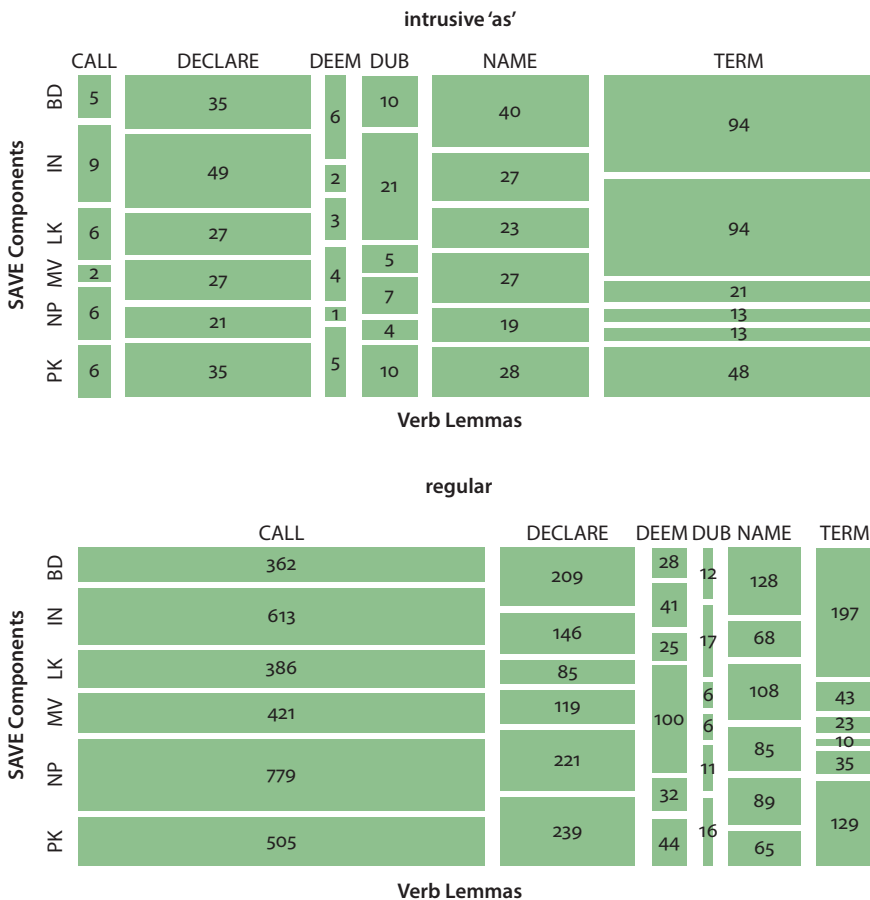 intrusive ‘as’
CALL DECLARE DEEM DUB NAME TERM
SAVE Components
BD 5 35 6 10 40 94
IN 9 49 2 21 27 94
LK 6 27 3 5 23 21
MV 2 27 4 7 27 13
NP 6 21 1 4 19 13
PK 6 35 5 10 28 48
Verb Lemmas
regular
CALL DECLARE DEEM DUB NAME TERM
SAVE Components
BD 362 209 28 12 128 197
IN 613 146 41 17 68 43
LK 386 85 25 6 108 23
MV 421 119 100 6 85 10
NP 779 221 32 11 89 35
PK 505 239 44 16 65 129
Verb Lemmas